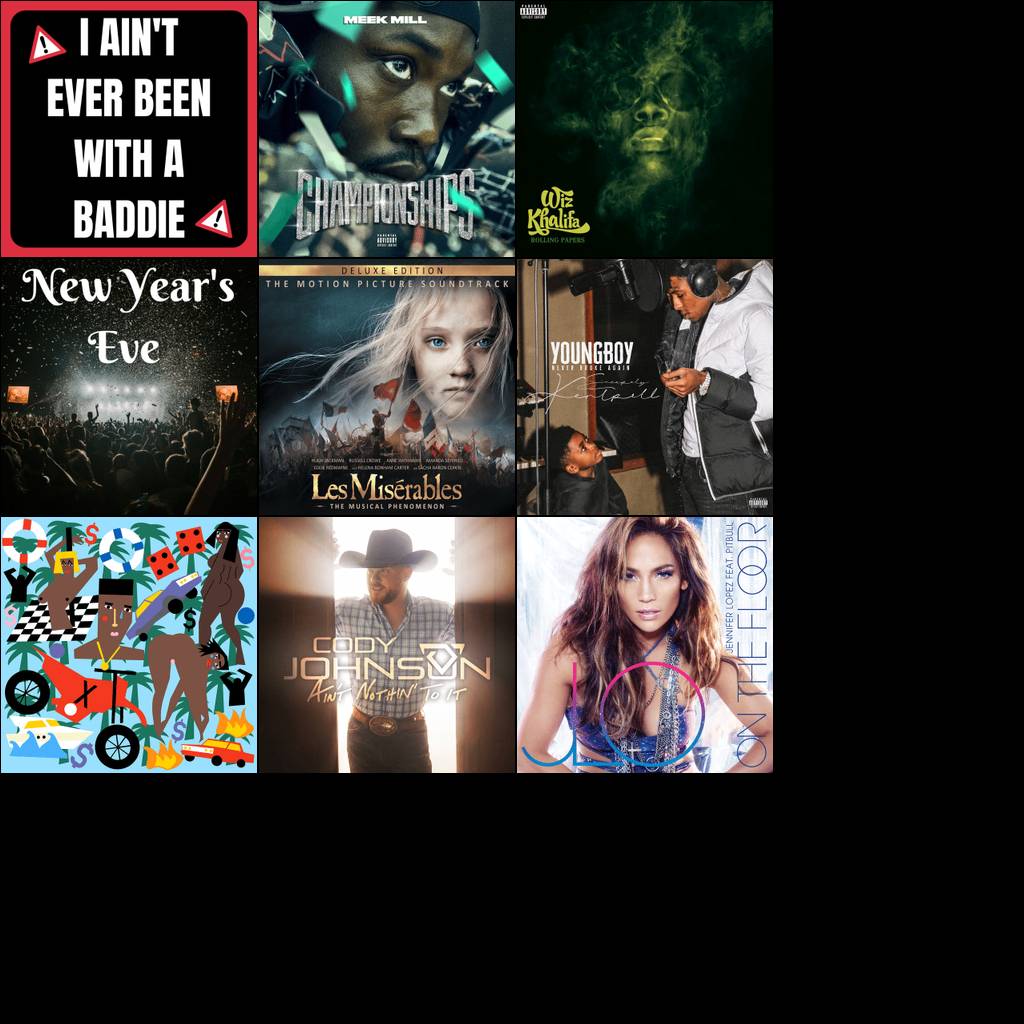 I AIN'T
EVER BEEN
WITH A
BADDIE
MEEK MILL
CHAMPIONSHIPS
PARENTAL
ADVISORY
EXPLICIT CONTENT
PARENTAL
ADVISORY
EXPLICIT CONTENT
Wiz
Khalifa
ROLLING PAPERS
New Year's
Eve
DELUXE EDITION
THE MOTION PICTURE SOUNDTRACK
HUGH JACKMAN RUSSELL CROWE ANNE HATHAWAY AMANDA SEYFRIED
EDDIE REDMAYNE WITH HELENA BONHAM CARTER AND SACHA BARON COHEN
Les Misérables
THE MUSICAL PHENOMENON
YOUNGBOY
NEVER BROKE AGAIN
Sincerely
Kentrell
PARENTAL
ADVISORY
CODY
JOHNSON
AIN'T NOTHIN' TO IT
JENNIFER LOPEZ FEAT. PITBULL
ON THE FLOOR
JLO